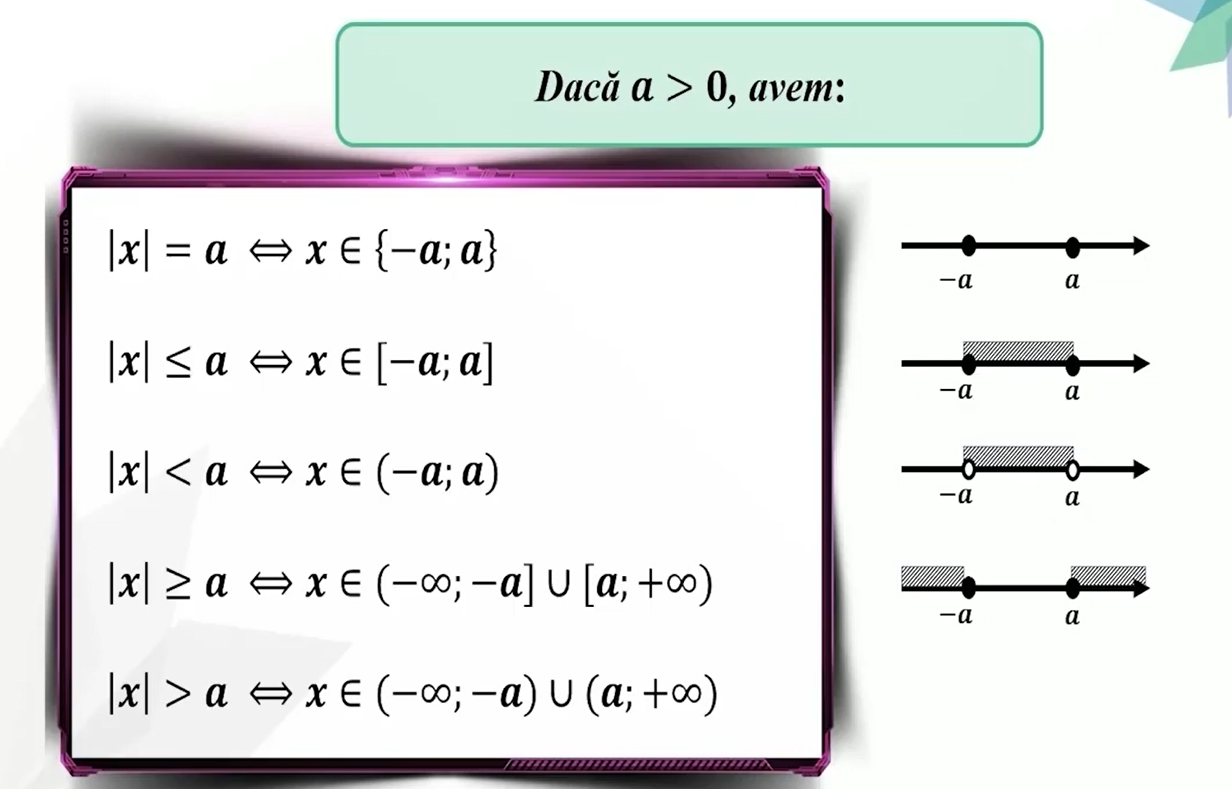 Dacă a > 0, avem:
|x| = a ⇔ x ∈ {−a; a}
−a a
|x| ≤ a ⇔ x ∈ [−a; a]
−a a
|x| < a ⇔ x ∈ (−a; a)
−a a
|x| ≥ a ⇔ x ∈ (−∞; −a] ∪ [a; +∞)
−a a
|x| > a ⇔ x ∈ (−∞; −a) ∪ (a; +∞)